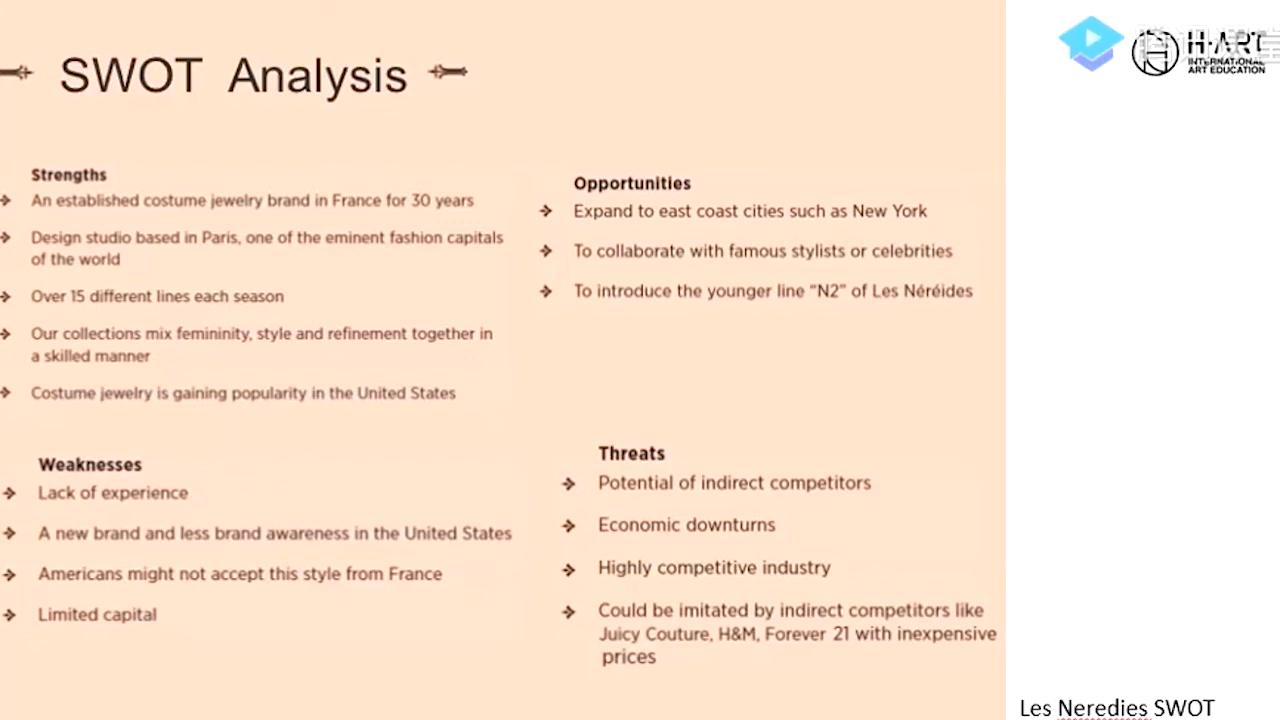 SWOT Analysis
Strengths
An established costume jewelry brand in France for 30 years
Design studio based in Paris, one of the eminent fashion capitals
of the world
Over 15 different lines each season
Our collections mix femininity, style and refinement together in
a skilled manner
Costume jewelry is gaining popularity in the United States
Opportunities
Expand to east coast cities such as New York
To collaborate with famous stylists or celebrities
To introduce the younger line "N2" of Les Néréides
Weaknesses
Lack of experience
A new brand and less brand awareness in the United States
Americans might not accept this style from France
Limited capital
Threats
Potential of indirect competitors
Economic downturns
Highly competitive industry
Could be imitated by indirect competitors like
Juicy Couture, H&M, Forever 21 with inexpensive
prices
H·ART
INTERNATIONAL
ART EDUCATION
Les Neredies SWOT